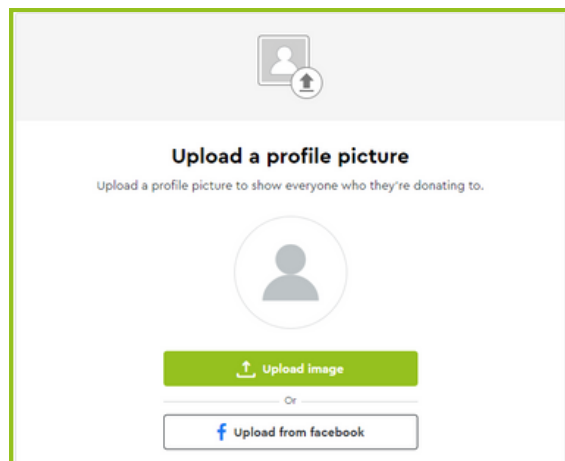 Upload a profile picture
Upload a profile picture to show everyone who they're donating to.
Upload image
Or
Upload from facebook